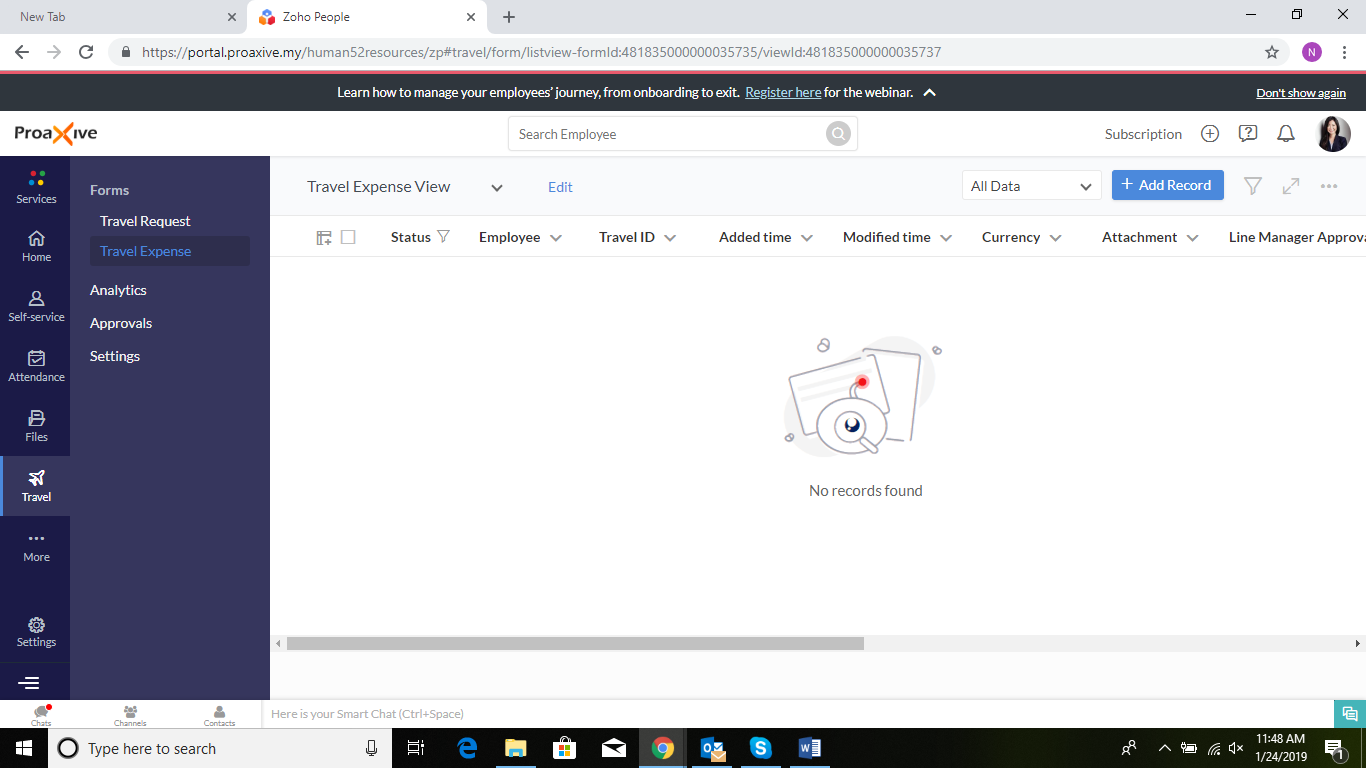 New Tab
Zoho People
https://portal.proaxive.my/human52resources/zp#travel/form/listview-formId:481835000000035735/viewId:481835000000035737
N
Learn how to manage your employees' journey, from onboarding to exit. Register here for the webinar.
Don't show again
ProaXive
Search Employee
Subscription
Services
Home
Self-service
Attendance
Files
Travel
More
Settings
Forms
Travel Request
Travel Expense
Analytics
Approvals
Settings
Travel Expense View
Edit
All Data
+ Add Record
Status
Employee
Travel ID
Added time
Modified time
Currency
Attachment
Line Manager Approva
No records found
Chats
Channels
Contacts
Here is your Smart Chat (Ctrl+Space)
Type here to search
11:48 AM
1/24/2019
1